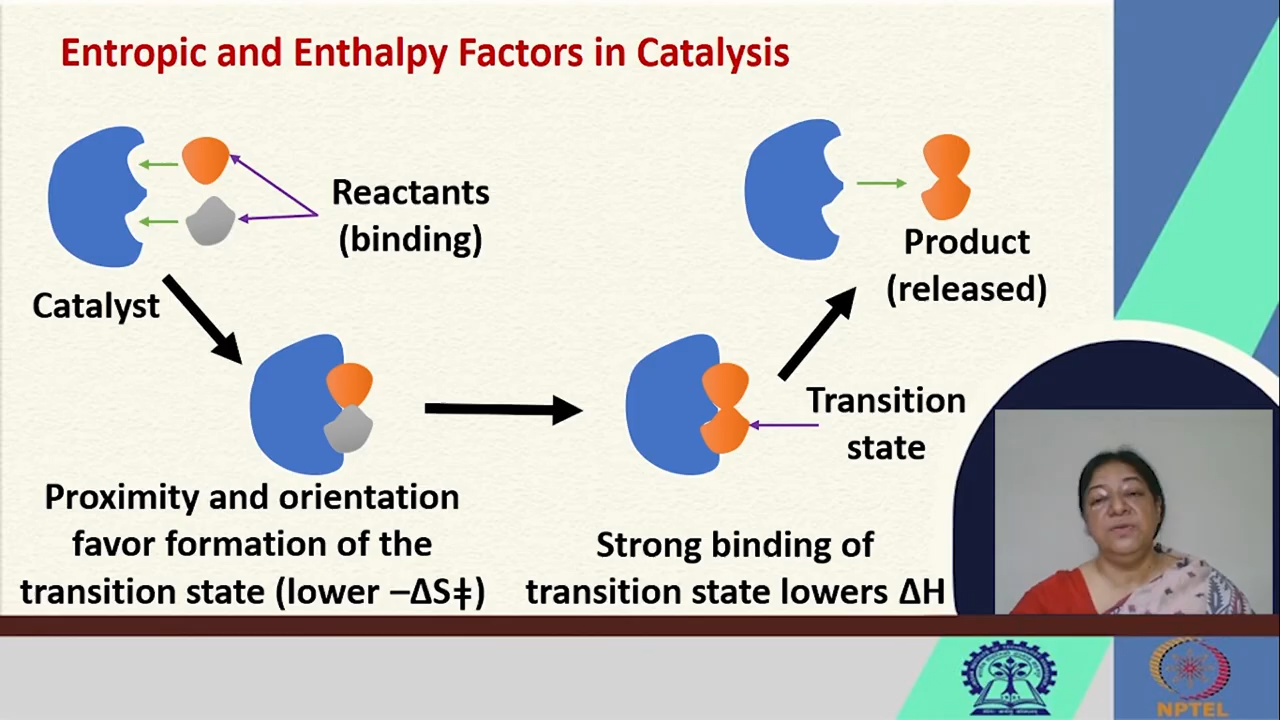 Entropic and Enthalpy Factors in Catalysis
Reactants
(binding)
Catalyst
Product
(released)
Transition
state
Proximity and orientation
favor formation of the
transition state (lower –ΔS‡)
Strong binding of
transition state lowers ΔH
NPTEL